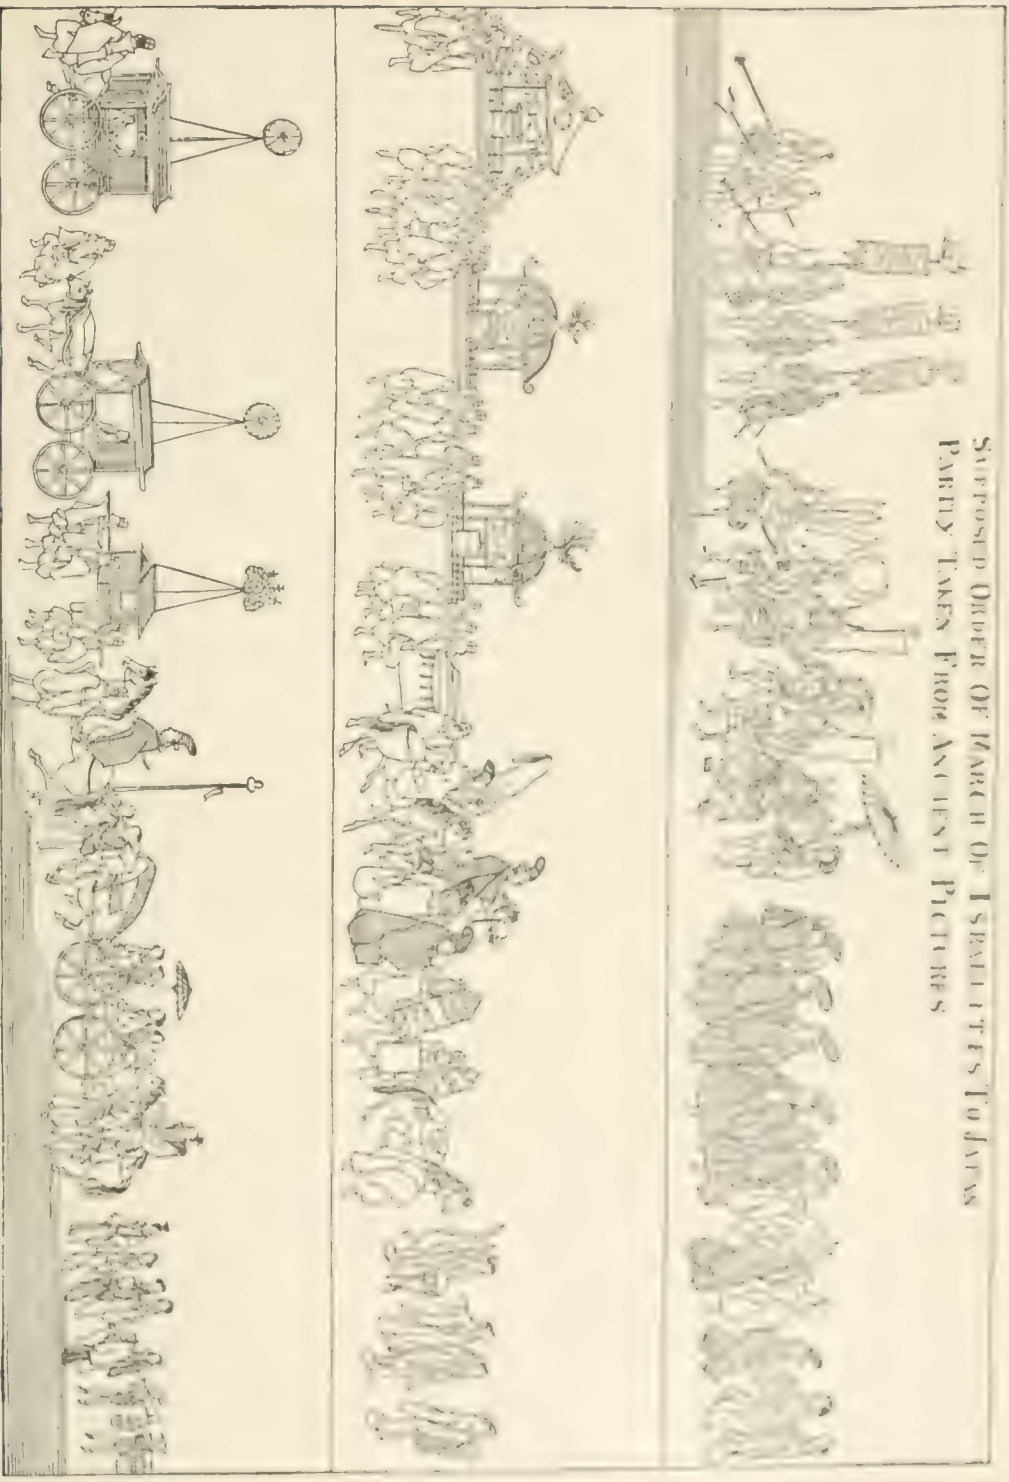 SUPPOSED ORDER OF MARCH OF ISRAELITES TO JAPAN
PARTLY TAKEN FROM ANCIENT PICTURES